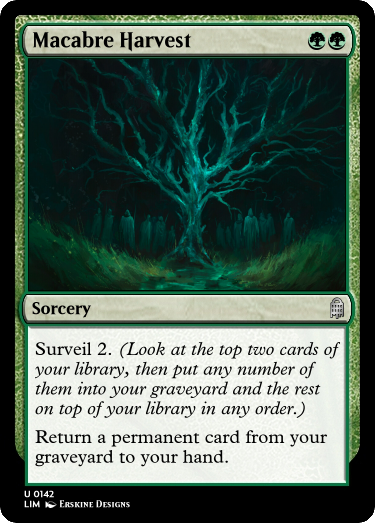 Macabre Harvest
Sorcery
Surveil 2. (Look at the top two cards of
your library, then put any number of
them into your graveyard and the rest
on top of your library in any order.)
Return a permanent card from your
graveyard to your hand.
U 0142
LIM Erskine Designs